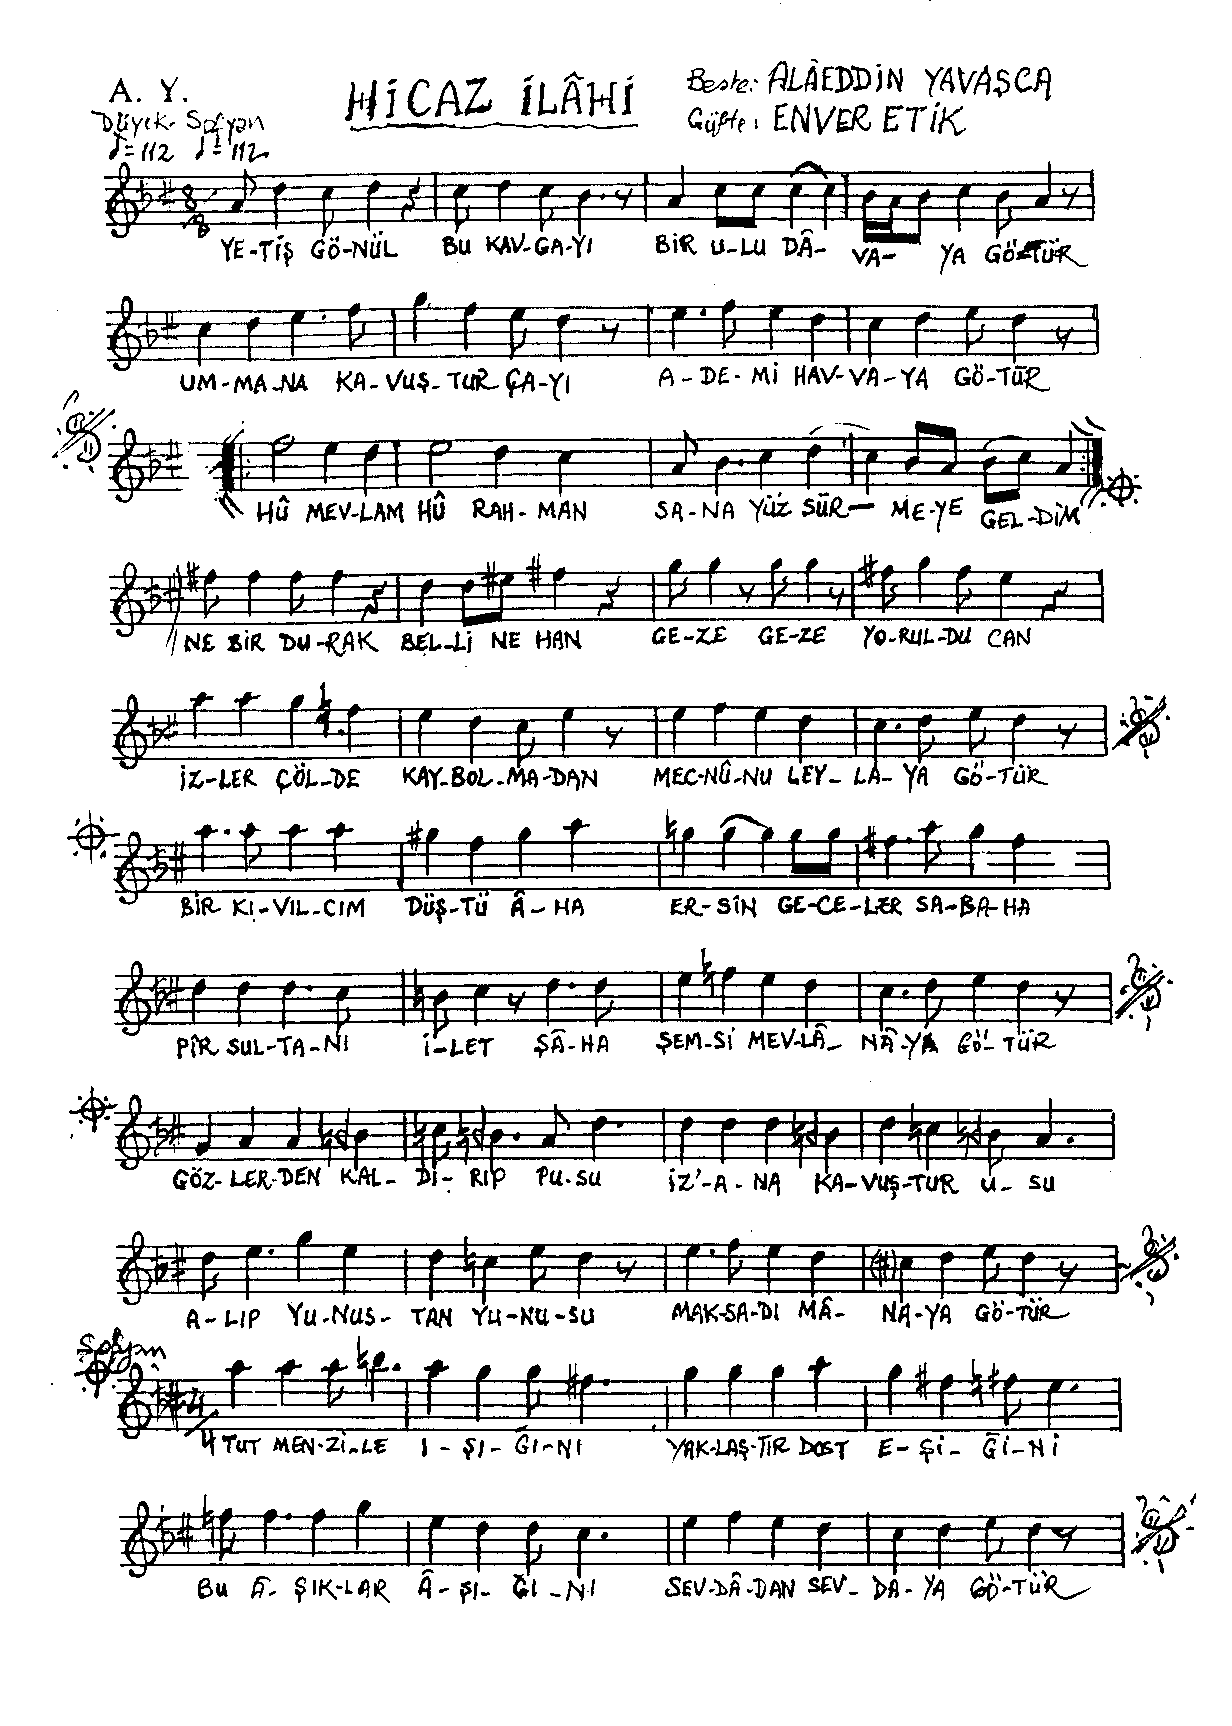 A. Y.
HİCAZ İLÂHİ
Beste: ALÂEDDİN YAVAŞCA
Düyek- Sofyan
Güfte: ENVER ETİK
♩=112 ♩=112
8
8
YE-TİŞ GÖ-NÜL BU KAV-GA-YI BİR U-LU DÂ- VA- YA GÖ-TÜR
UM-MA-NA KA-VUŞ-TUR ÇA-YI A-DE-Mİ HAV-VA-YA GÖ-TÜR
HÛ MEV-LAM HÛ RAH-MAN SA-NA YÜZ SÜR- ME-YE GEL-DİM
NE BİR DU-RAK BEL-Lİ NE HAN GE-ZE GE-ZE YO-RUL-DU CAN
İZ-LER ÇÖL-DE KAY-BOL-MA-DAN MEC-NÛ-NU LEY-LÂ-YA GÖ-TÜR
BİR KI-VIL-CIM DÜŞ-TÜ Â-HA ER-SİN GE-CE-LER SA-BA-HA
PİR SUL-TA-NI İ-LET ŞÂ-HA ŞEM-Sİ MEV-LÂ- NÂ-YA GÖ-TÜR
GÖZ-LER-DEN KAL-DI-RIP PU-SU İZ'-A-NA KA-VUŞ-TUR U-SU
A-LIP YU-NUS-TAN YU-NU-SU MAK-SA-DI MÂ- NA-YA GÖ-TÜR
Sofyan
4
4 TUT MEN-Zİ-LE I-ŞI-ĞI-NI YAK-LAŞ-TIR DOST E-Şİ-Ğİ-Nİ
BU Â-ŞIK-LAR Â-ŞI-ĞI-NI SEV-DÂ-DAN SEV-DA-YA GÖ-TÜR